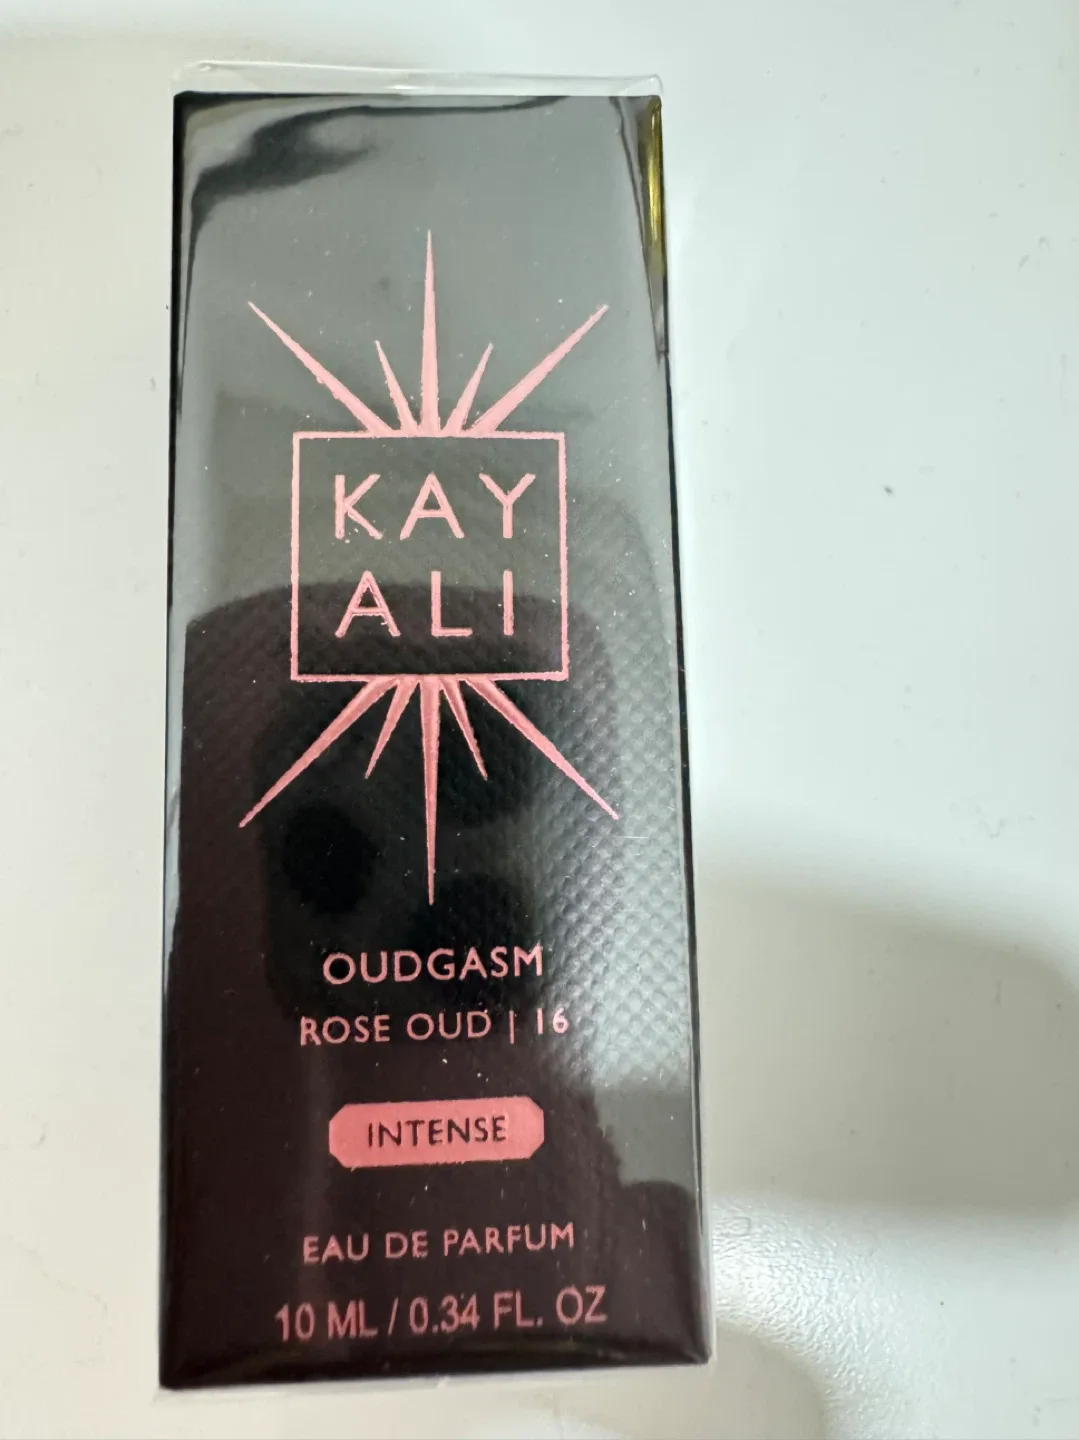 KAY
ALI
OUDGASM
ROSE OUD | 16
INTENSE
EAU DE PARFUM
10 ML / 0.34 FL. OZ